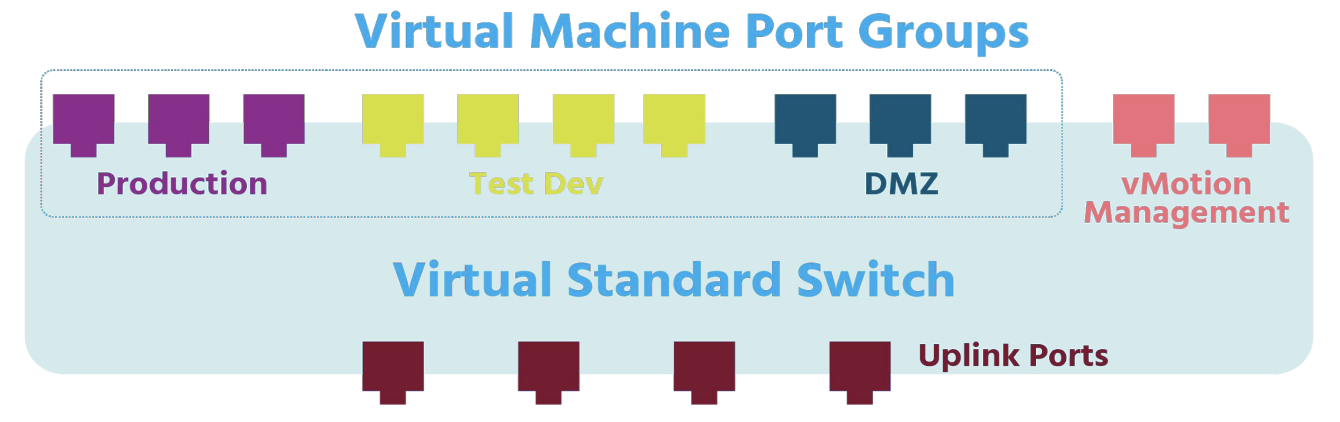 Virtual Machine Port Groups
Production
Test Dev
DMZ
vMotion
Management
Virtual Standard Switch
Uplink Ports